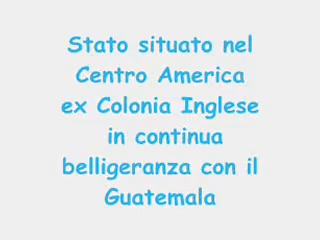 Stato situato nel
Centro America
ex Colonia Inglese
in continua
belligeranza con il
Guatemala